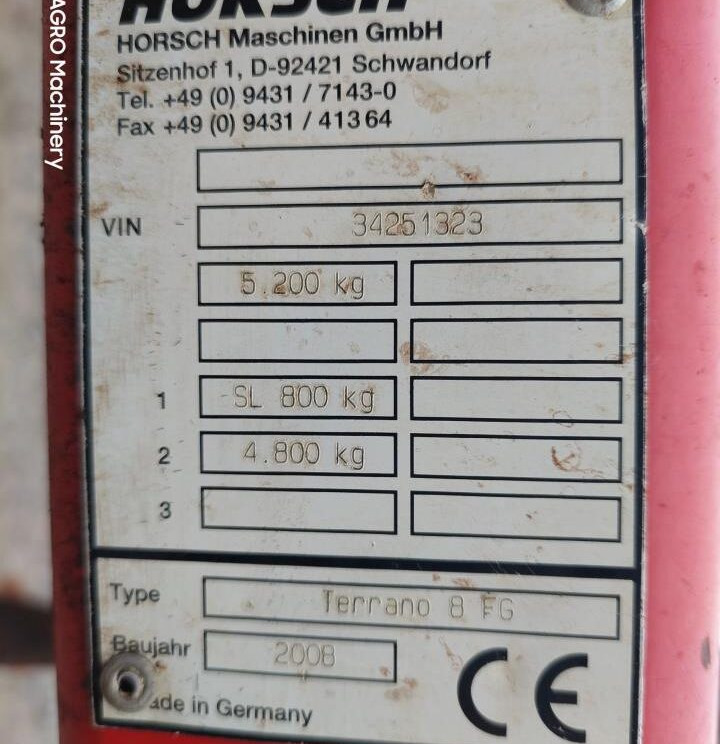 AGRO Machinery
HORSCH
HORSCH Maschinen GmbH
Sitzenhof 1, D-92421 Schwandorf
Tel. +49 (0) 9431 / 7143-0
Fax +49 (0) 9431 / 41364
VIN 34251323
5.200 kg
1 SL 800 kg
2 4.800 kg
3
Type Terrano 8 FG
Baujahr 2008
ade in Germany CE